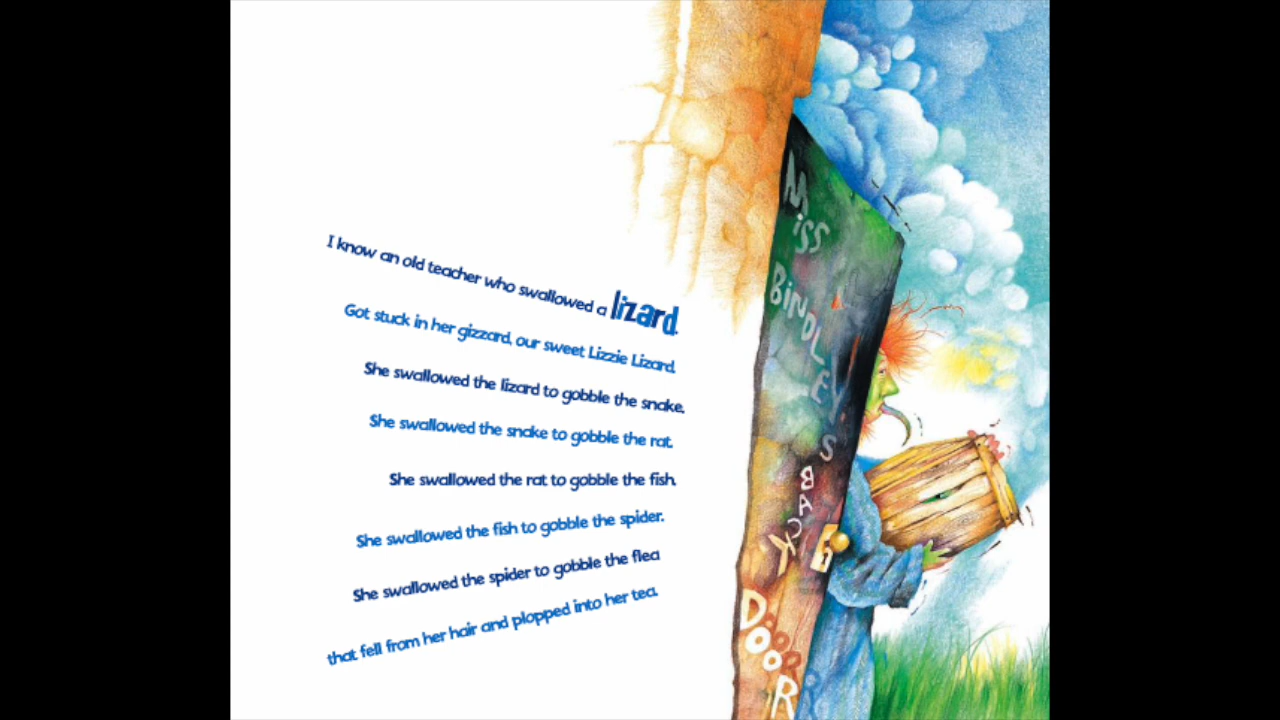 I know an old teacher who swallowed a lizard.
Got stuck in her gizzard, our sweet Lizzie Lizard.
She swallowed the lizard to gobble the snake.
She swallowed the snake to gobble the rat.
She swallowed the rat to gobble the fish.
She swallowed the fish to gobble the spider.
She swallowed the spider to gobble the flea
that fell from her hair and plopped into her tea.
MiSS
BiNDLEY'S
BACK
DOOR